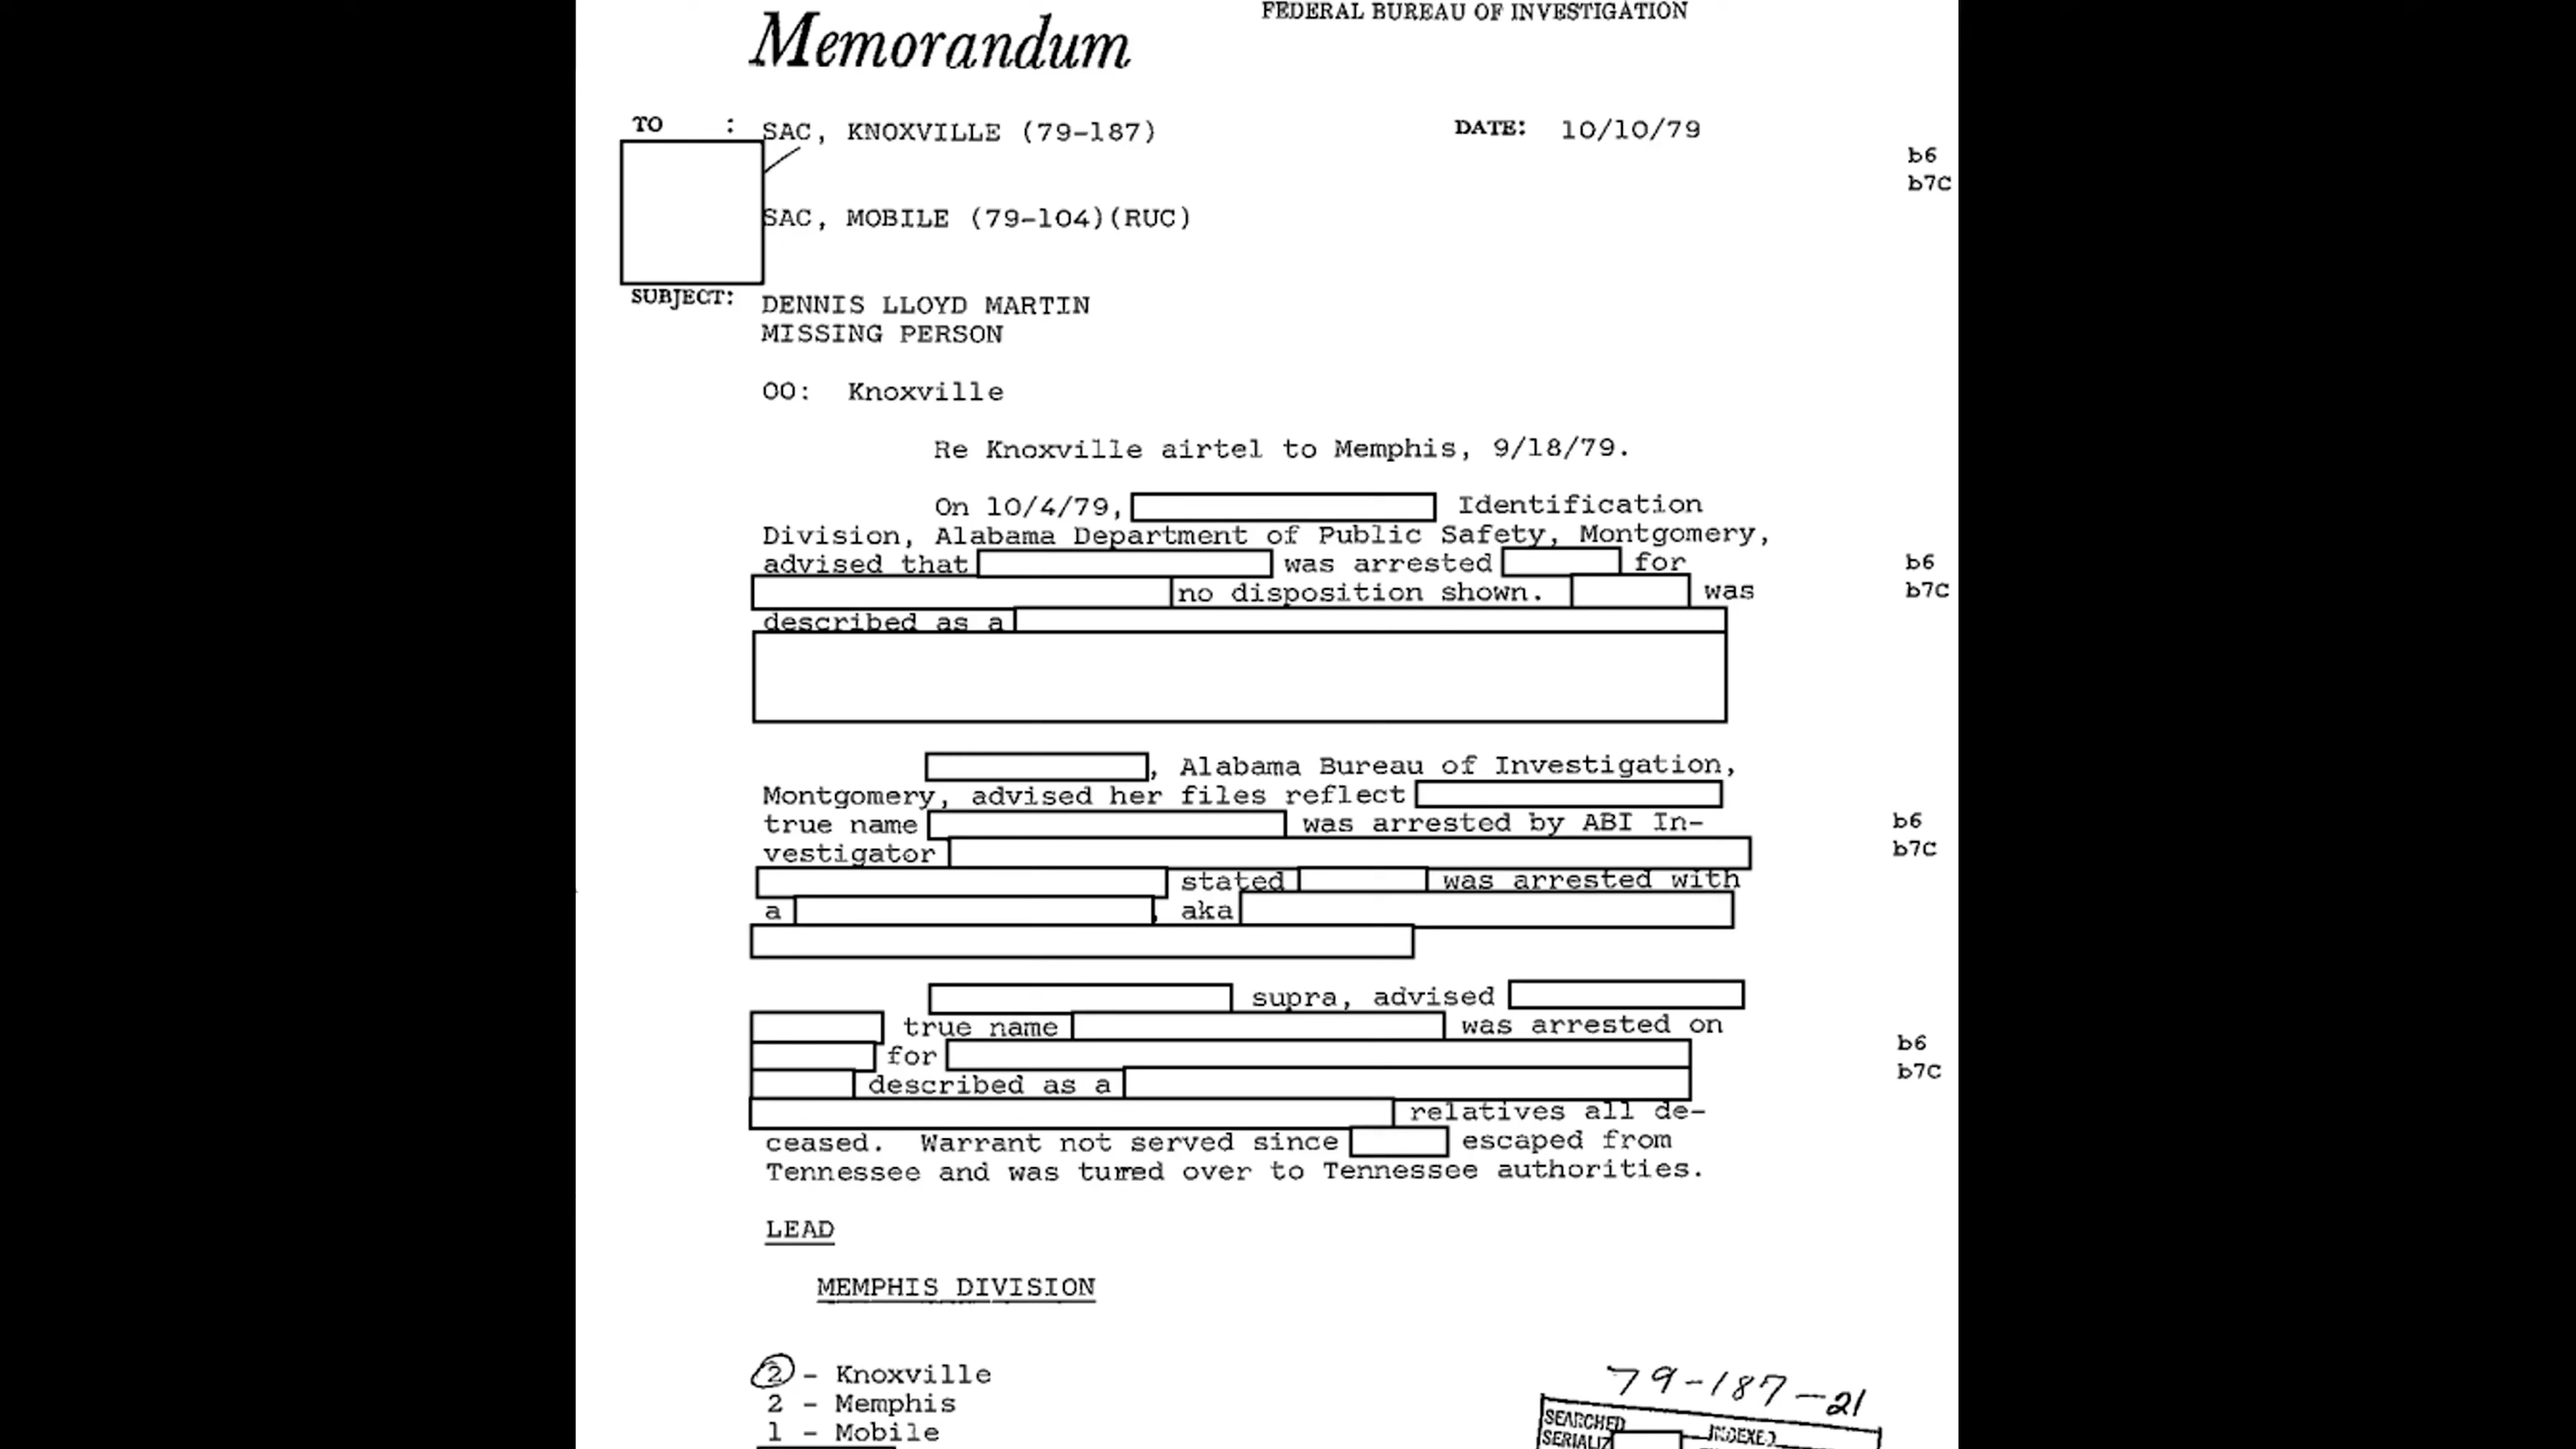 FEDERAL BUREAU OF INVESTIGATION
Memorandum
TO : SAC, KNOXVILLE (79-187) DATE: 10/10/79
b6
b7C
SAC, MOBILE (79-104)(RUC)
SUBJECT: DENNIS LLOYD MARTIN
MISSING PERSON
OO: Knoxville
Re Knoxville airtel to Memphis, 9/18/79.
On 10/4/79, Identification
Division, Alabama Department of Public Safety, Montgomery,
advised that was arrested for b6
no disposition shown. was b7C
described as a
, Alabama Bureau of Investigation,
Montgomery, advised her files reflect
true name was arrested by ABI In- b6
vestigator b7C
stated was arrested with
a , aka
supra, advised
true name was arrested on
for b6
described as a b7C
relatives all de-
ceased. Warrant not served since escaped from
Tennessee and was turned over to Tennessee authorities.
LEAD
MEMPHIS DIVISION
2 - Knoxville
79-187-21
2 - Memphis
SEARCHED INDEXED
1 - Mobile
SERIALIZ